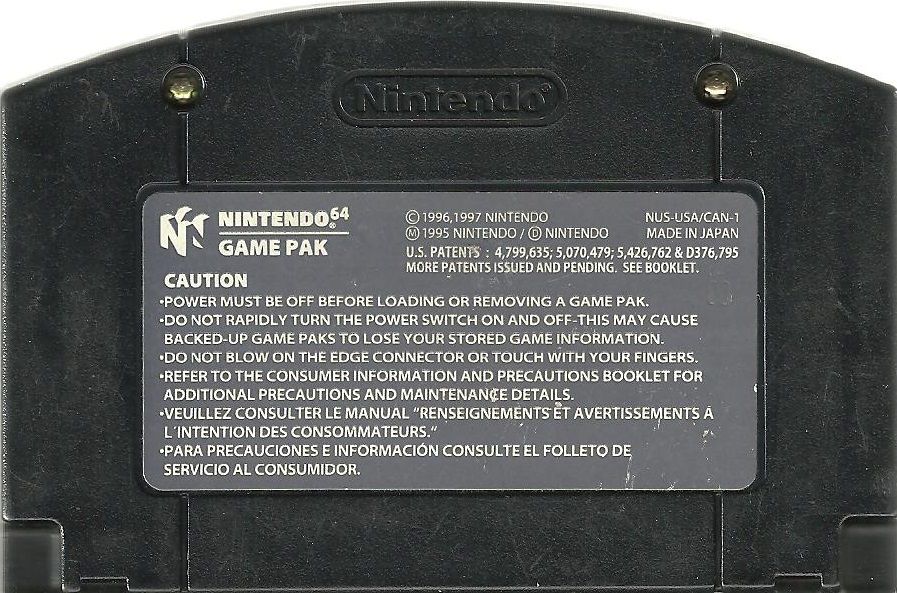 Nintendo®
NINTENDO64®
GAME PAK
©1996,1997 NINTENDO
Ⓜ1995 NINTENDO / Ⓓ NINTENDO
NUS-USA/CAN-1
MADE IN JAPAN
U.S. PATENTS : 4,799,635; 5,070,479; 5,426,762 & D376,795
MORE PATENTS ISSUED AND PENDING. SEE BOOKLET.
CAUTION
•POWER MUST BE OFF BEFORE LOADING OR REMOVING A GAME PAK.
•DO NOT RAPIDLY TURN THE POWER SWITCH ON AND OFF-THIS MAY CAUSE
BACKED-UP GAME PAKS TO LOSE YOUR STORED GAME INFORMATION.
•DO NOT BLOW ON THE EDGE CONNECTOR OR TOUCH WITH YOUR FINGERS.
•REFER TO THE CONSUMER INFORMATION AND PRECAUTIONS BOOKLET FOR
ADDITIONAL PRECAUTIONS AND MAINTENANCE DETAILS.
•VEUILLEZ CONSULTER LE MANUAL "RENSEIGNEMENTS ET AVERTISSEMENTS À
L'INTENTION DES CONSOMMATEURS."
•PARA PRECAUCIONES E INFORMACIÓN CONSULTE EL FOLLETO DE
SERVICIO AL CONSUMIDOR.